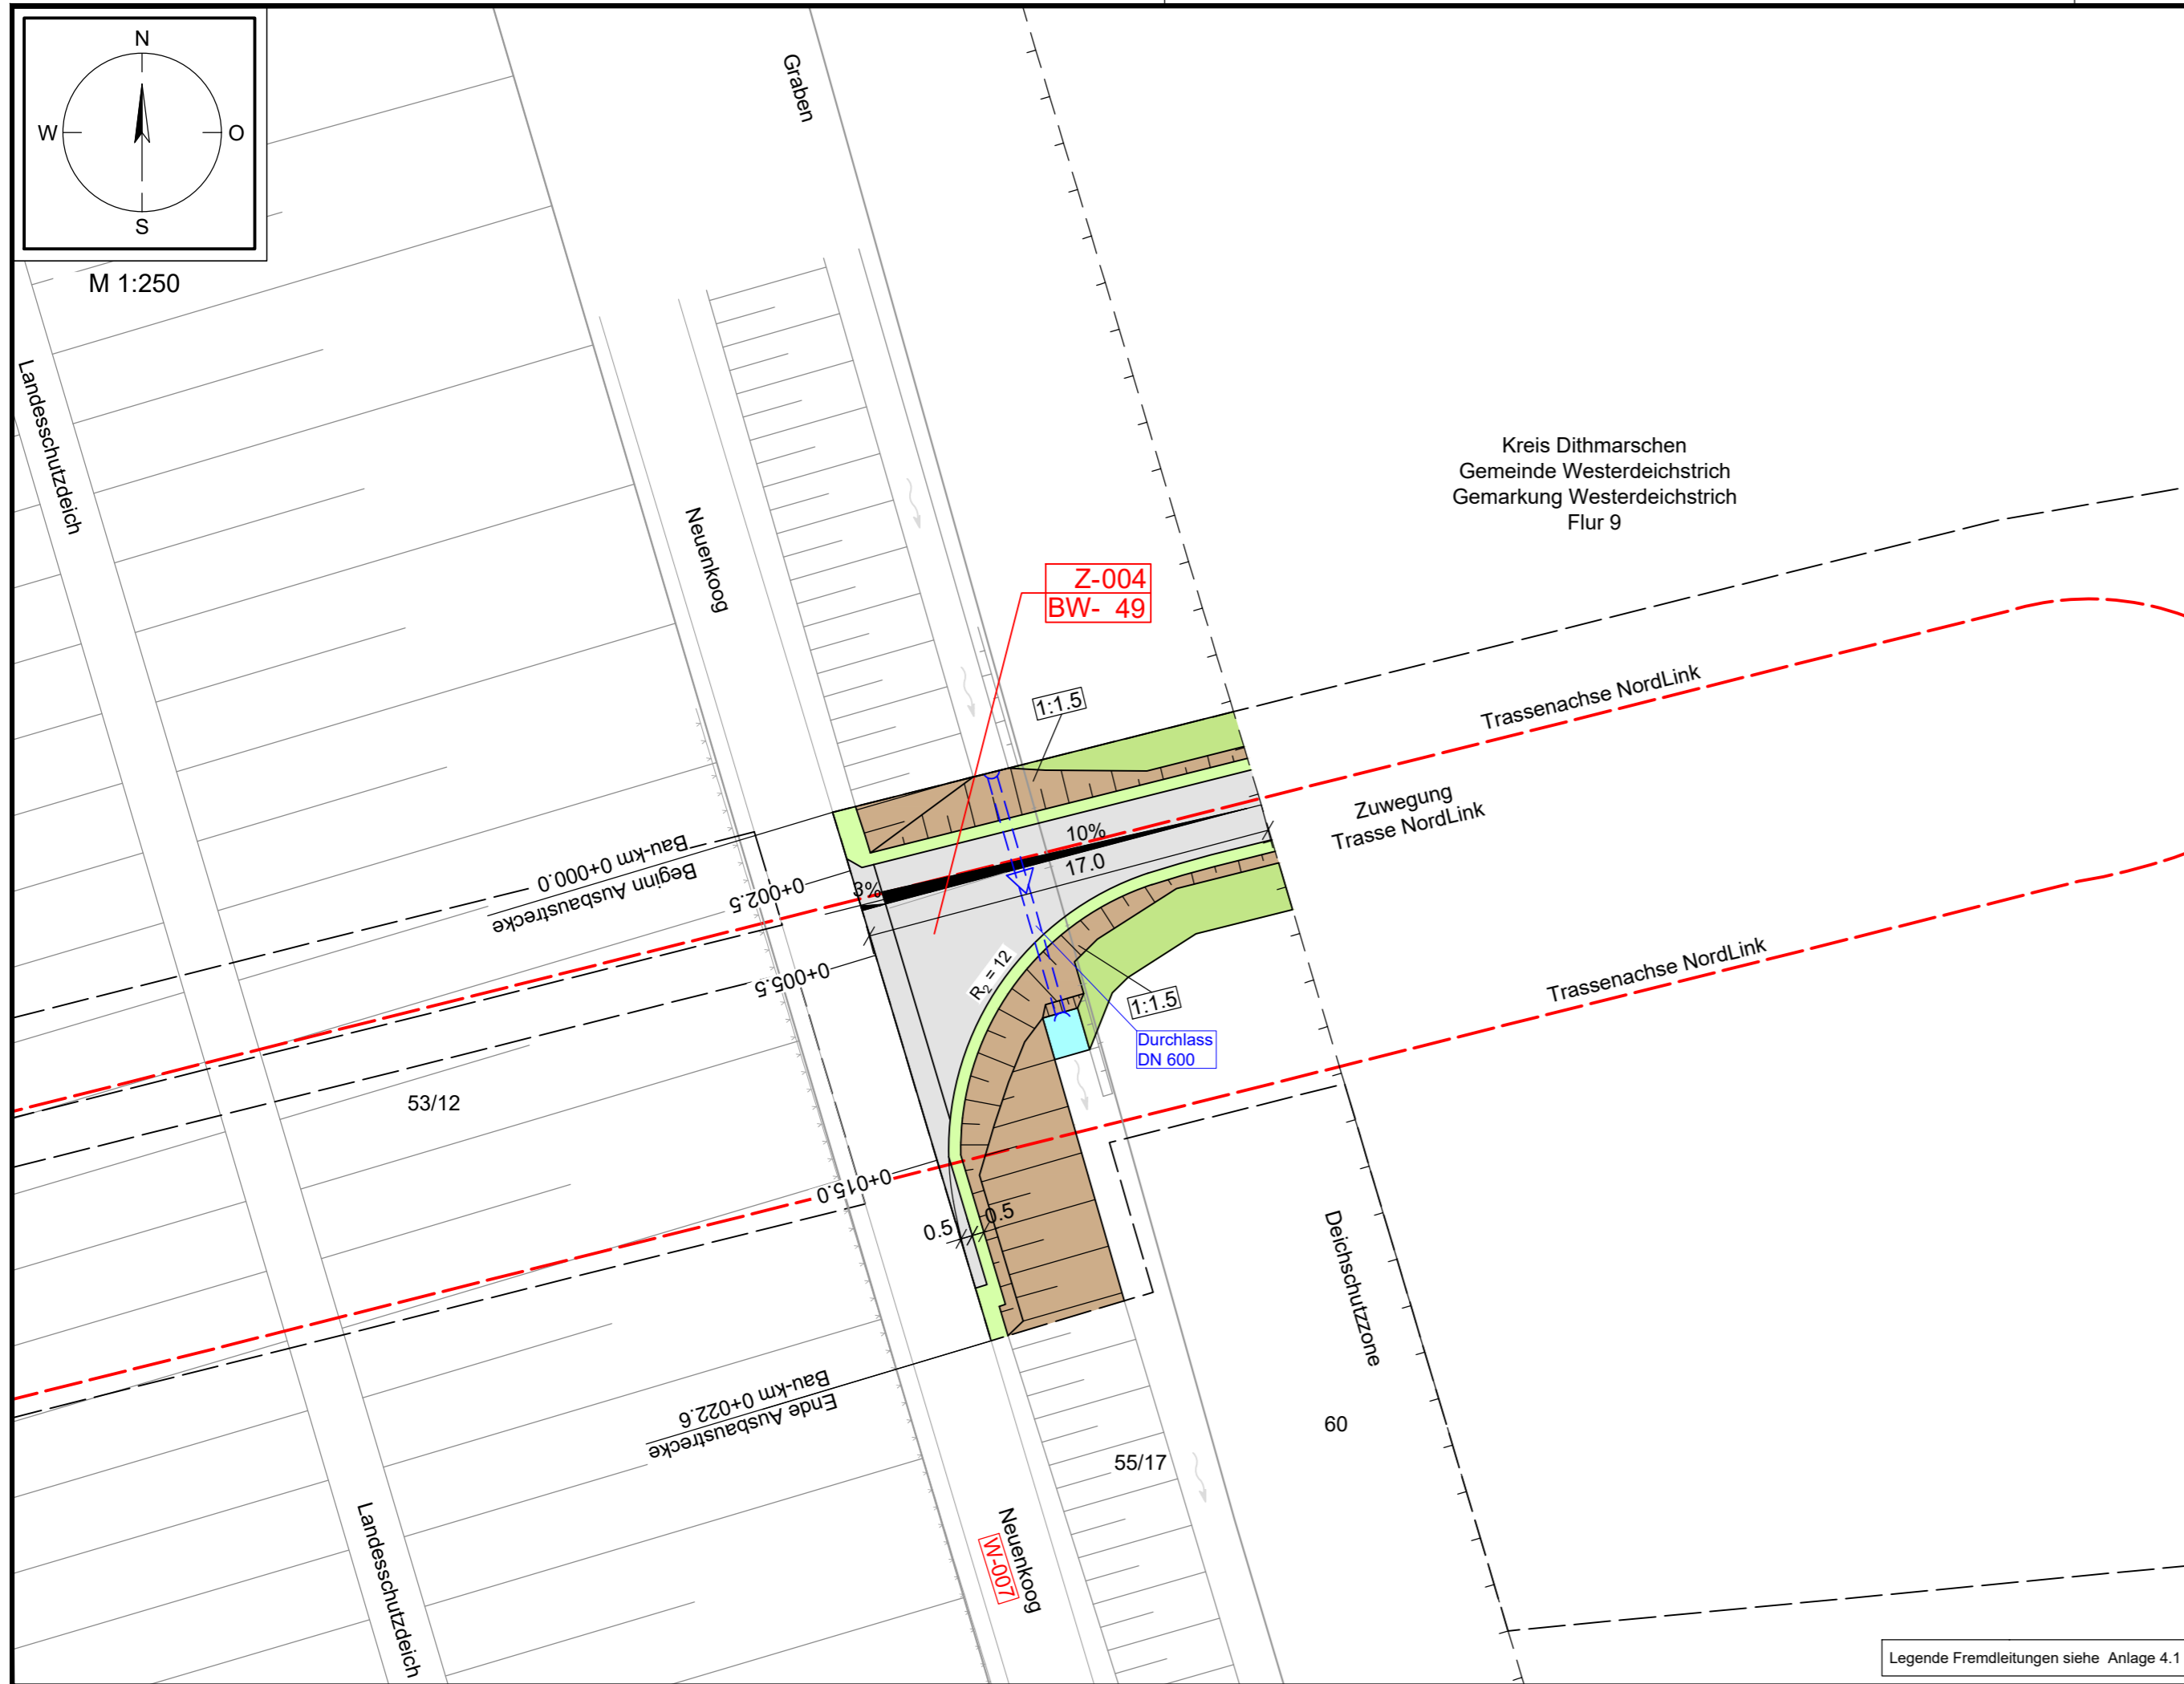 N
W
O
S
M 1:250
Graben
Landesschutzdeich
Neuenkoog
Kreis Dithmarschen
Gemeinde Westerdeichstrich
Gemarkung Westerdeichstrich
Flur 9
Z-004
BW- 49
1:1.5
Trassenachse NordLink
Zuwegung
Trasse NordLink
10%
17.0
3%
Bau-km 0+000.0
Beginn Ausbaustrecke
0+002.5
0+005.5
R2 = 12
1:1.5
Durchlass
DN 600
Trassenachse NordLink
53/12
0+015.0
0.5
0.5
Deichschutzzone
Bau-km 0+022.6
Ende Ausbaustrecke
60
55/17
Neuenkoog
W-007
Landesschutzdeich
Legende Fremdleitungen siehe Anlage 4.1